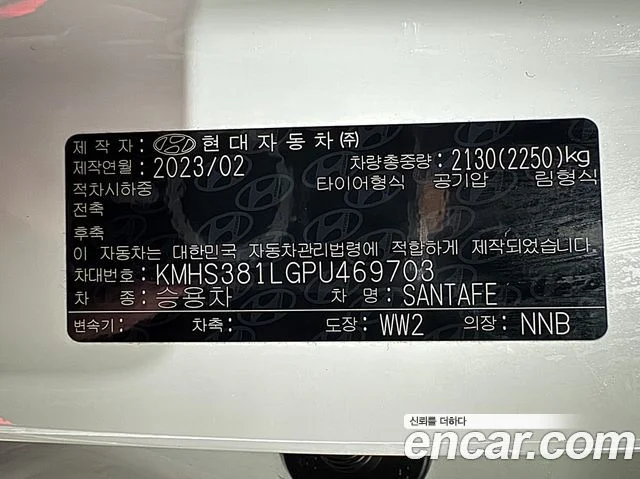 제 작 자: 현대자동차(주)
제작연월: 2023/02 차량총중량: 2130(2250)kg
적차시하중 타이어형식 공기압 림형식
전축
후축
이 자동차는 대한민국 자동차관리법령에 적합하게 제작되었습니다.
차대번호: KMHS381LGPU469703
차 종: 승용차 차 명: SANTAFE
변속기: 차축: 도장: WW2 의장: NNB
신뢰를 더하다
encar.com